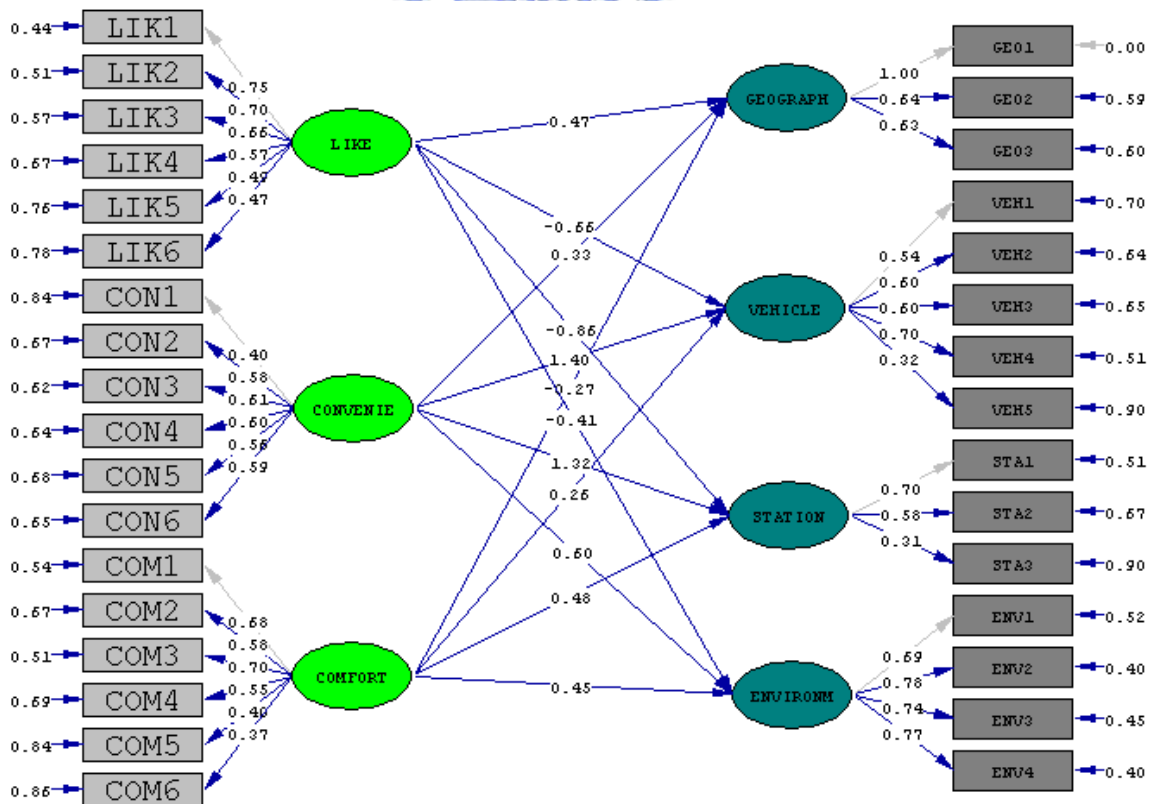 0.44 LIK1
0.51 LIK2
0.57 LIK3
0.67 LIK4
0.76 LIK5
0.78 LIK6
0.84 CON1
0.67 CON2
0.62 CON3
0.64 CON4
0.68 CON5
0.65 CON6
0.54 COM1
0.67 COM2
0.51 COM3
0.69 COM4
0.84 COM5
0.86 COM6
0.75
0.70
0.66
0.57
0.49
0.47
0.40
0.58
0.61
0.60
0.56
0.59
0.68
0.58
0.70
0.55
0.40
0.37
LIKE
CONVENIE
COMFORT
0.47
-0.66
0.33
-0.86
1.40
-0.27
-0.41
1.32
0.26
0.60
0.48
0.45
GEOGRAPH
VEHICLE
STATION
ENVIRONM
1.00
0.64
0.63
0.54
0.60
0.60
0.70
0.32
0.70
0.58
0.31
0.69
0.78
0.74
0.77
GEO1 0.00
GEO2 0.59
GEO3 0.60
VEH1 0.70
VEH2 0.64
VEH3 0.65
VEH4 0.51
VEH5 0.90
STA1 0.51
STA2 0.67
STA3 0.90
ENV1 0.52
ENV2 0.40
ENV3 0.45
ENV4 0.40